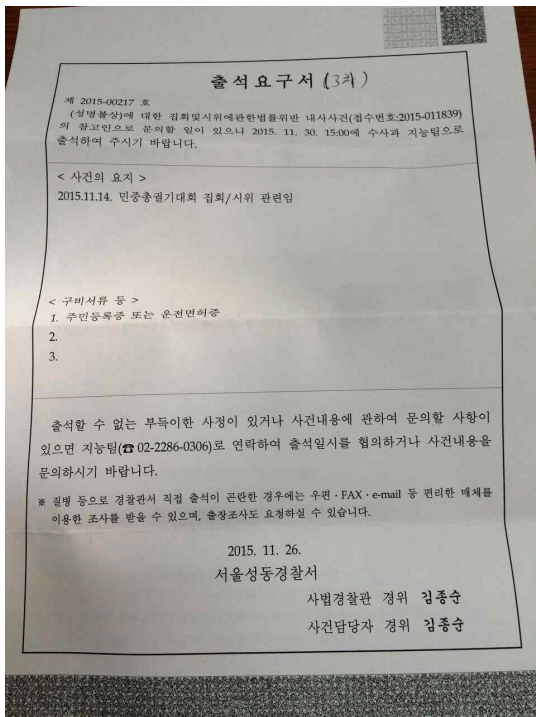 출석요구서 (3차)
제 2015-00217 호
(성명불상)에 대한 집회및시위에관한법률위반 내사사건(접수번호:2015-011839)
의 참고인으로 문의할 일이 있으니 2015. 11. 30. 15:00에 수사과 지능팀으로
출석하여 주시기 바랍니다.
< 사건의 요지 >
2015.11.14. 민중총궐기대회 집회/시위 관련임
< 구비서류 등 >
1. 주민등록증 또는 운전면허증
2.
3.
출석할 수 없는 부득이한 사정이 있거나 사건내용에 관하여 문의할 사항이
있으면 지능팀(☎ 02-2286-0306)로 연락하여 출석일시를 협의하거나 사건내용을
문의하시기 바랍니다.
※ 질병 등으로 경찰관서 직접 출석이 곤란한 경우에는 우편·FAX·e-mail 등 편리한 매체를
이용한 조사를 받을 수 있으며, 출장조사도 요청하실 수 있습니다.
2015. 11. 26.
서울성동경찰서
사법경찰관 경위 김종순
사건담당자 경위 김종순